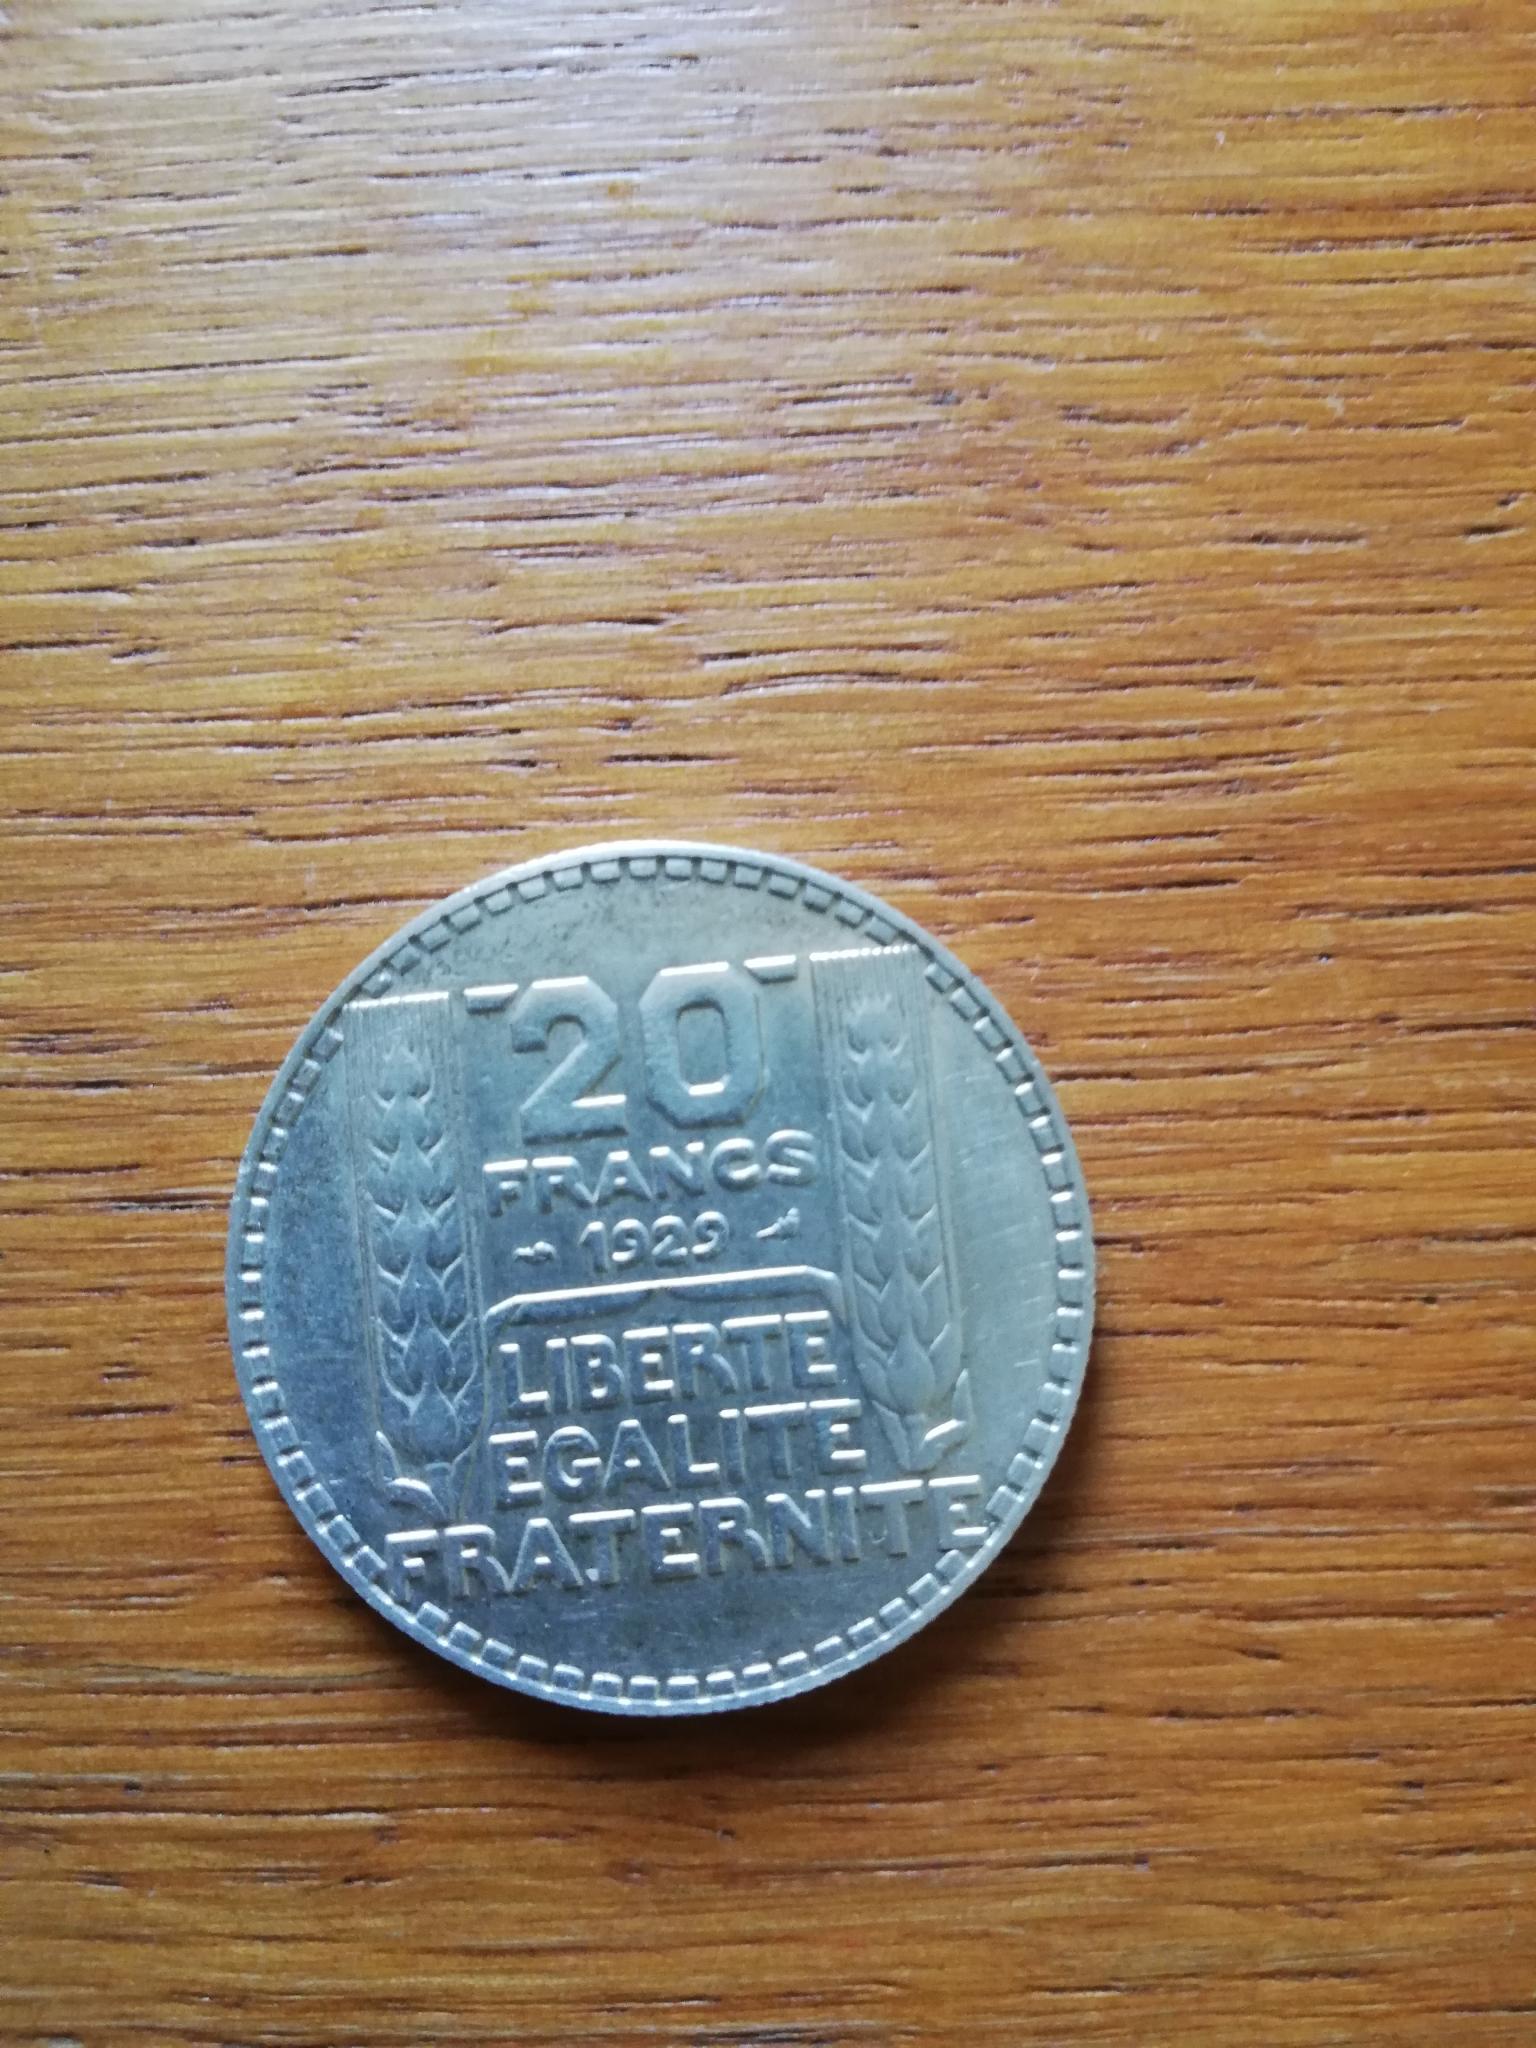 20
FRANCS
1929
LIBERTE
EGALITE
FRATERNITE